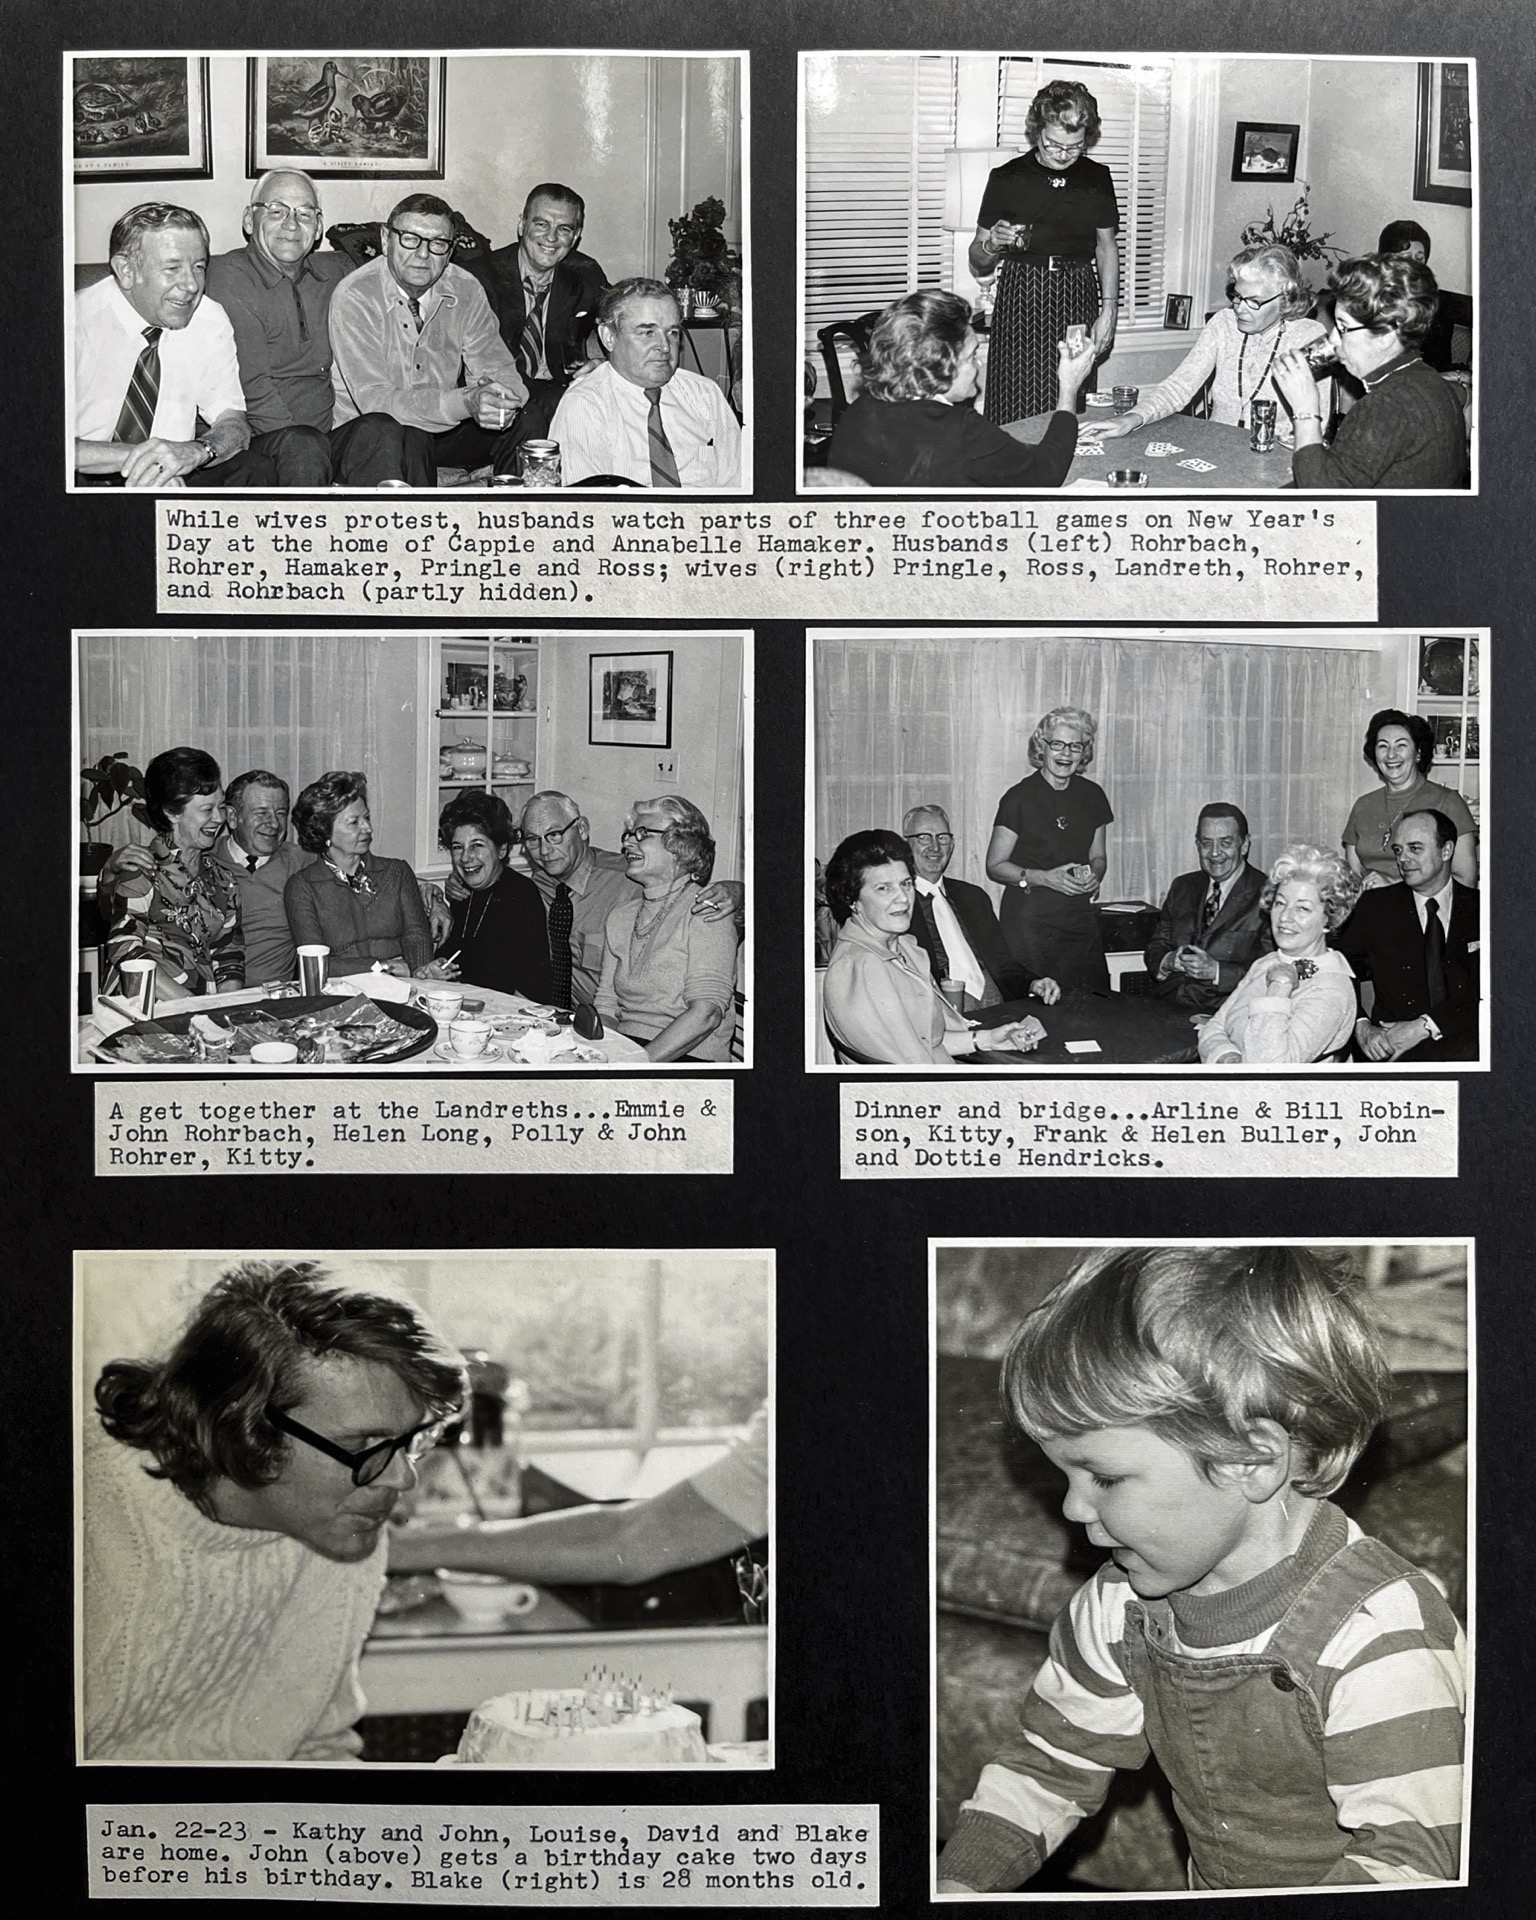 While wives protest, husbands watch parts of three football games on New Year's
Day at the home of Cappie and Annabelle Hamaker. Husbands (left) Rohrbach,
Rohrer, Hamaker, Pringle and Ross; wives (right) Pringle, Ross, Landreth, Rohrer,
and Rohrbach (partly hidden).
A get together at the Landreths...Emmie &
John Rohrbach, Helen Long, Polly & John
Rohrer, Kitty.
Dinner and bridge...Arline & Bill Robin-
son, Kitty, Frank & Helen Buller, John
and Dottie Hendricks.
Jan. 22-23 - Kathy and John, Louise, David and Blake
are home. John (above) gets a birthday cake two days
before his birthday. Blake (right) is 28 months old.